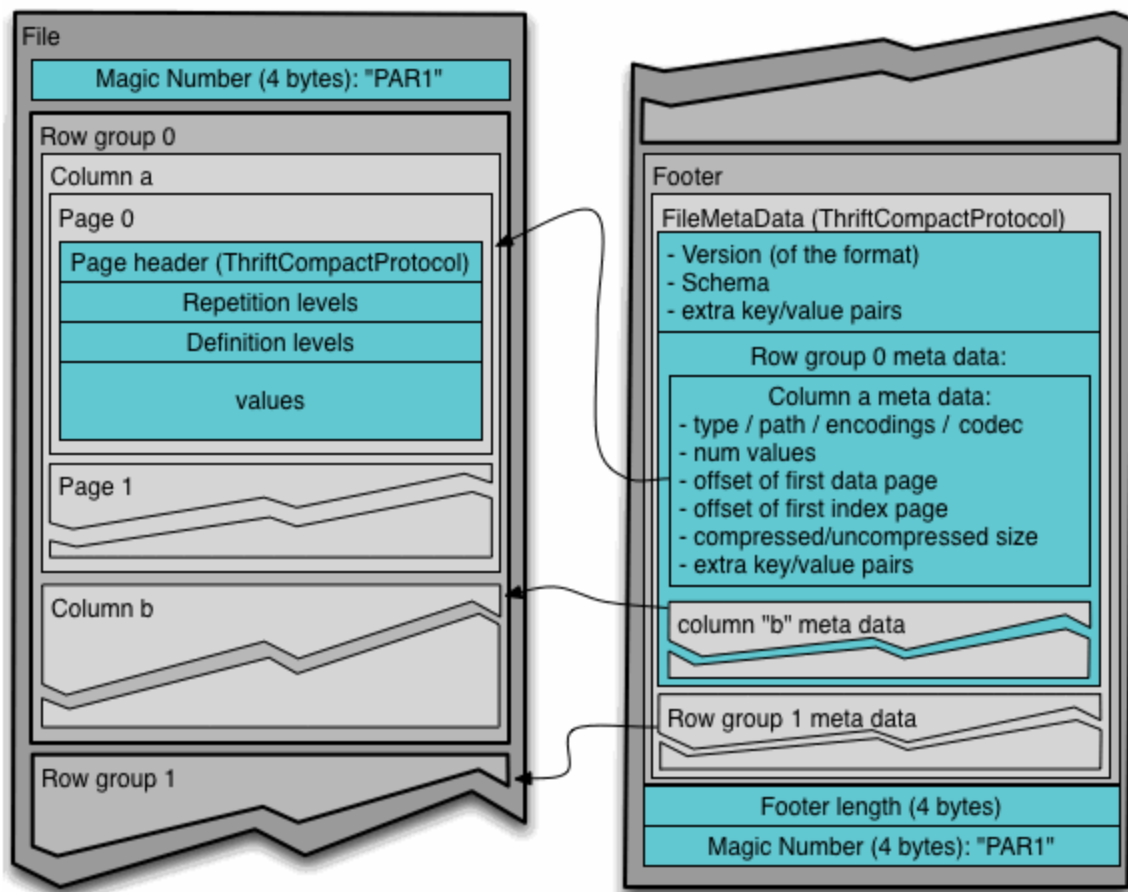 File
Magic Number (4 bytes): "PAR1"
Row group 0
Column a
Page 0
Page header (ThriftCompactProtocol)
Repetition levels
Definition levels
values
Page 1
Column b
Row group 1
Footer
FileMetaData (ThriftCompactProtocol)
- Version (of the format)
- Schema
- extra key/value pairs
Row group 0 meta data:
Column a meta data:
- type / path / encodings / codec
- num values
- offset of first data page
- offset of first index page
- compressed/uncompressed size
- extra key/value pairs
column "b" meta data
Row group 1 meta data
Footer length (4 bytes)
Magic Number (4 bytes): "PAR1"